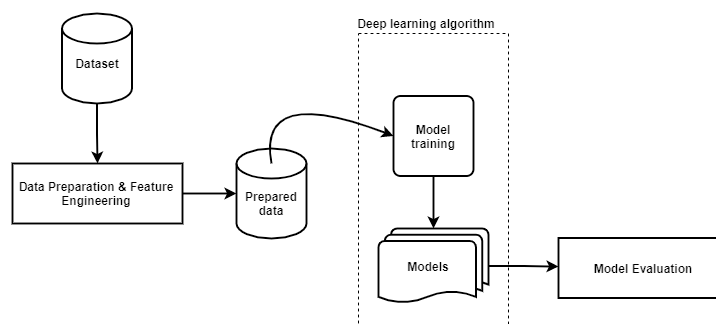 Deep learning algorithm
Dataset
Model
training
Data Preparation & Feature
Engineering
Prepared
data
Models
Model Evaluation